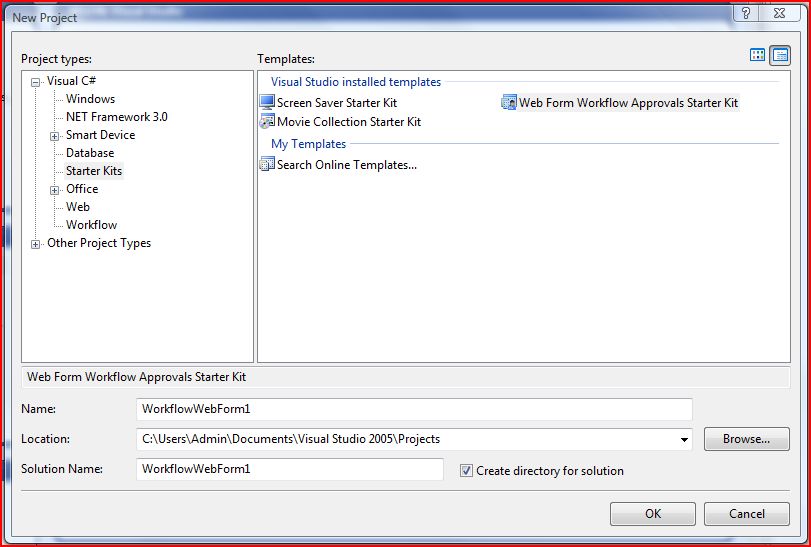 New Project
Project types:
Templates:
Visual C#
Windows
NET Framework 3.0
Smart Device
Database
Starter Kits
Office
Web
Workflow
Other Project Types
Visual Studio installed templates
Screen Saver Starter Kit
Web Form Workflow Approvals Starter Kit
Movie Collection Starter Kit
My Templates
Search Online Templates...
Web Form Workflow Approvals Starter Kit
Name:
WorkflowWebForm1
Location:
C:\Users\Admin\Documents\Visual Studio 2005\Projects
Browse...
Solution Name:
WorkflowWebForm1
Create directory for solution
OK
Cancel